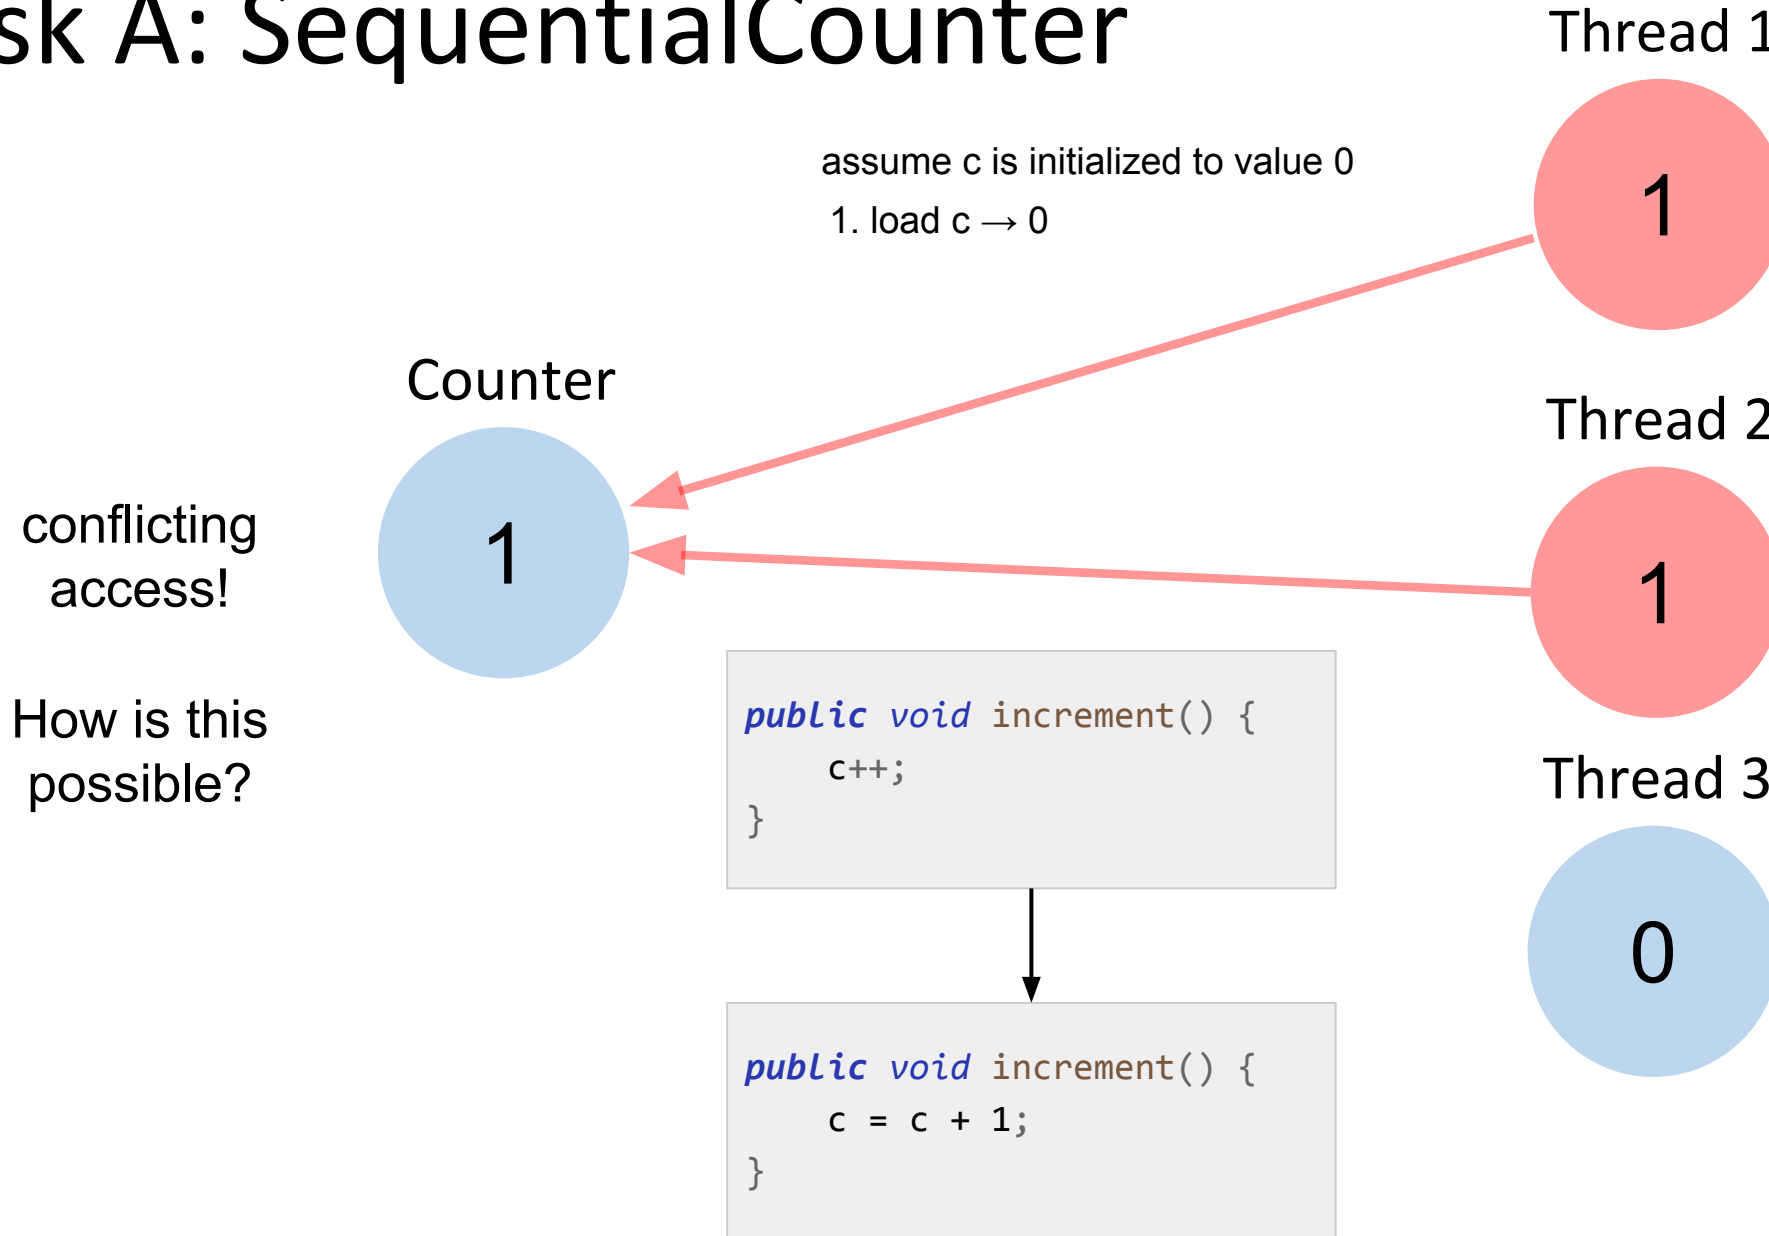 sk A: SequentialCounter
Thread 1
assume c is initialized to value 0
1. load c → 0
1
Counter
Thread 2
conflicting
access!
1
1
How is this
possible?
public void increment() {
c++;
}
Thread 3
0
public void increment() {
c = c + 1;
}